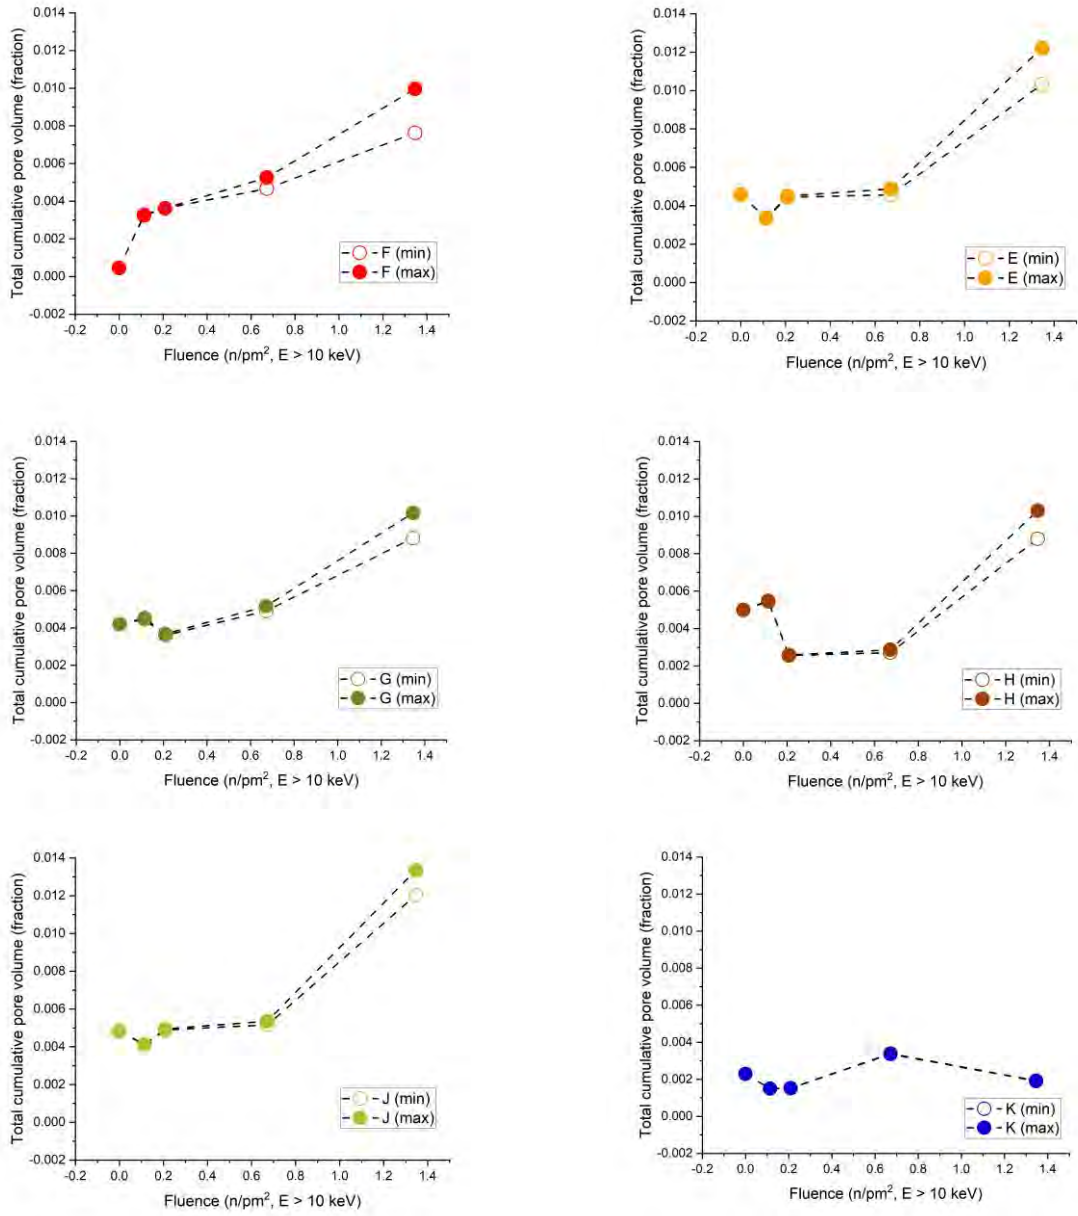 Total cumulative pore volume (fraction)
0.014
0.012
0.010
0.008
0.006
0.004
0.002
0.000
-0.002
F (min)
F (max)
-0.2 0.0 0.2 0.4 0.6 0.8 1.0 1.2 1.4
Fluence (n/pm², E > 10 keV)
Total cumulative pore volume (fraction)
0.014
0.012
0.010
0.008
0.006
0.004
0.002
0.000
-0.002
E (min)
E (max)
-0.2 0.0 0.2 0.4 0.6 0.8 1.0 1.2 1.4
Fluence (n/pm², E > 10 keV)
Total cumulative pore volume (fraction)
0.014
0.012
0.010
0.008
0.006
0.004
0.002
0.000
-0.002
G (min)
G (max)
-0.2 0.0 0.2 0.4 0.6 0.8 1.0 1.2 1.4
Fluence (n/pm², E > 10 keV)
Total cumulative pore volume (fraction)
0.014
0.012
0.010
0.008
0.006
0.004
0.002
0.000
-0.002
H (min)
H (max)
-0.2 0.0 0.2 0.4 0.6 0.8 1.0 1.2 1.4
Fluence (n/pm², E > 10 keV)
Total cumulative pore volume (fraction)
0.014
0.012
0.010
0.008
0.006
0.004
0.002
0.000
-0.002
J (min)
J (max)
-0.2 0.0 0.2 0.4 0.6 0.8 1.0 1.2 1.4
Fluence (n/pm², E > 10 keV)
Total cumulative pore volume (fraction)
0.014
0.012
0.010
0.008
0.006
0.004
0.002
0.000
-0.002
K (min)
K (max)
-0.2 0.0 0.2 0.4 0.6 0.8 1.0 1.2 1.4
Fluence (n/pm², E > 10 keV)